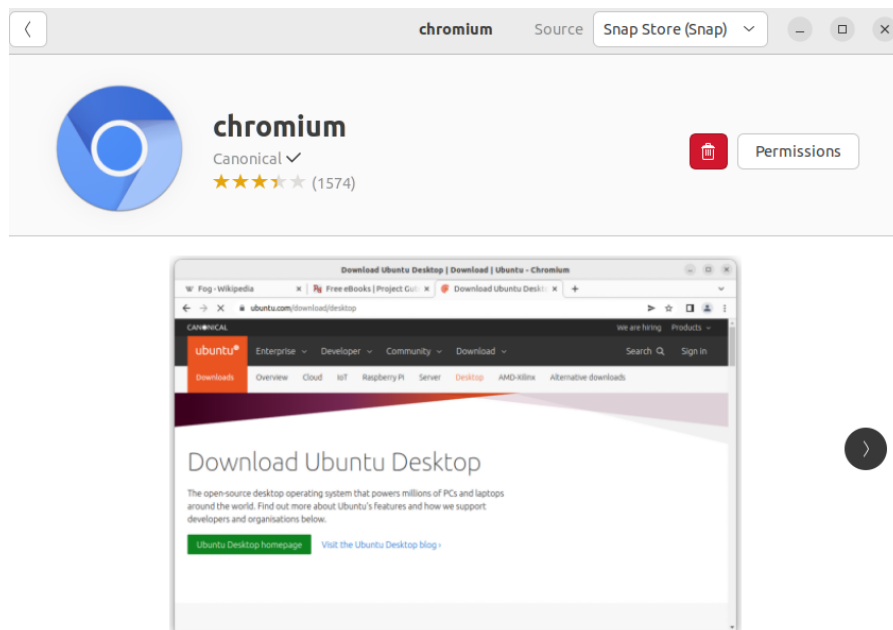 chromium Source Snap Store (Snap)
chromium
Canonical
(1574)
Permissions
Download Ubuntu Desktop | Download | Ubuntu - Chromium
W Fog - Wikipedia Free eBooks | Project Gut Download Ubuntu Deskt
ubuntu.com/download/desktop
CANONICAL We are hiring Products
ubuntu Enterprise Developer Community Download Search Sign in
Downloads Overview Cloud IoT Raspberry Pi Server Desktop AMD-Xilinx Alternative downloads
Download Ubuntu Desktop
The open-source desktop operating system that powers millions of PCs and laptops
around the world. Find out more about Ubuntu's features and how we support
developers and organisations below.
Ubuntu Desktop homepage Visit the Ubuntu Desktop blog ›